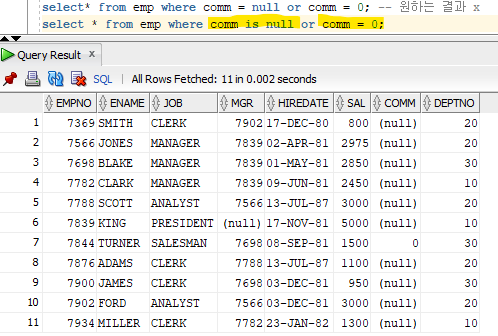 select* from emp where comm = null or comm = 0; -- 원하는 결과 x
select * from emp where comm is null or comm = 0;
Query Result x
SQL | All Rows Fetched: 11 in 0.002 seconds
EMPNO ENAME JOB MGR HIREDATE SAL COMM DEPTNO
1 7369 SMITH CLERK 7902 17-DEC-80 800 (null) 20
2 7566 JONES MANAGER 7839 02-APR-81 2975 (null) 20
3 7698 BLAKE MANAGER 7839 01-MAY-81 2850 (null) 30
4 7782 CLARK MANAGER 7839 09-JUN-81 2450 (null) 10
5 7788 SCOTT ANALYST 7566 13-JUL-87 3000 (null) 20
6 7839 KING PRESIDENT (null) 17-NOV-81 5000 (null) 10
7 7844 TURNER SALESMAN 7698 08-SEP-81 1500 0 30
8 7876 ADAMS CLERK 7788 13-JUL-87 1100 (null) 20
9 7900 JAMES CLERK 7698 03-DEC-81 950 (null) 30
10 7902 FORD ANALYST 7566 03-DEC-81 3000 (null) 20
11 7934 MILLER CLERK 7782 23-JAN-82 1300 (null) 10